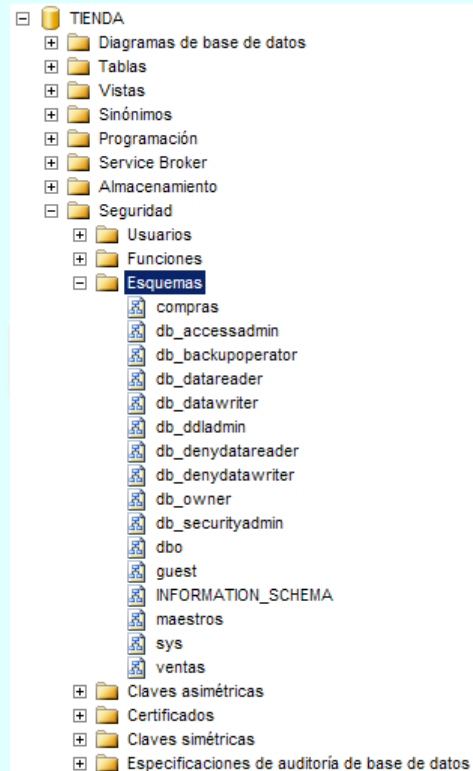 TIENDA
Diagramas de base de datos
Tablas
Vistas
Sinónimos
Programación
Service Broker
Almacenamiento
Seguridad
Usuarios
Funciones
Esquemas
compras
db_accessadmin
db_backupoperator
db_datareader
db_datawriter
db_ddladmin
db_denydatareader
db_denydatawriter
db_owner
db_securityadmin
dbo
guest
INFORMATION_SCHEMA
maestros
sys
ventas
Claves asimétricas
Certificados
Claves simétricas
Especificaciones de auditoría de base de datos